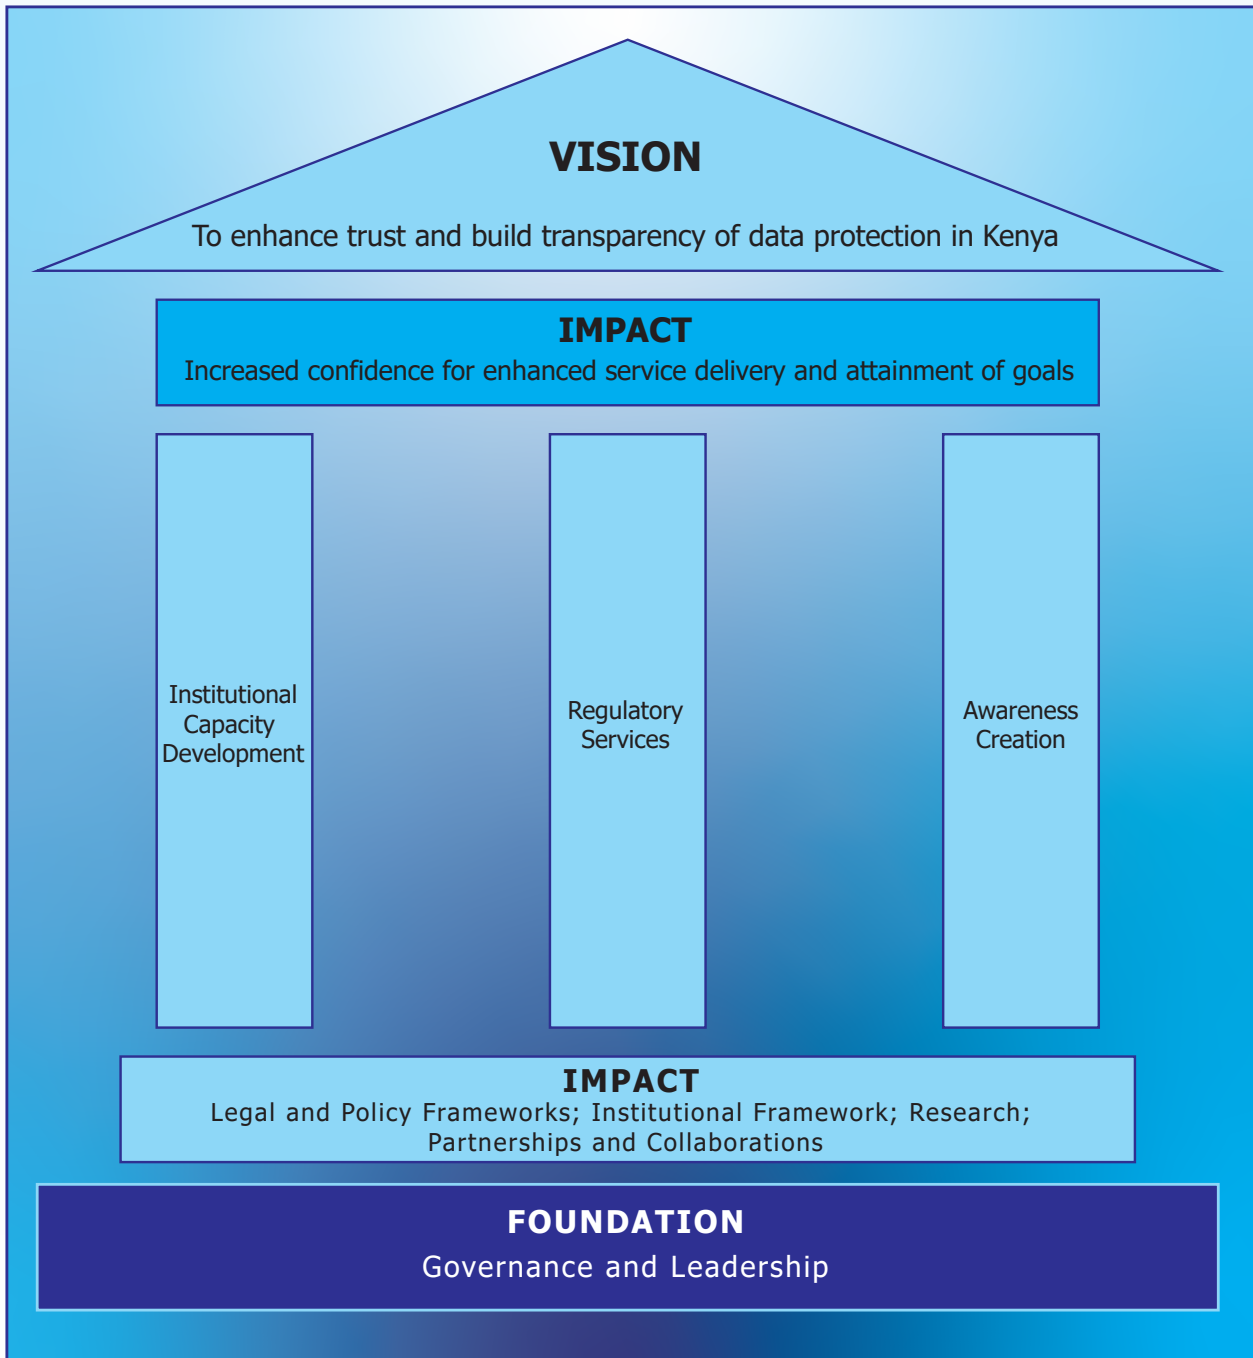 VISION
To enhance trust and build transparency of data protection in Kenya
IMPACT
Increased confidence for enhanced service delivery and attainment of goals
Institutional
Capacity
Development
Regulatory
Services
Awareness
Creation
IMPACT
Legal and Policy Frameworks; Institutional Framework; Research;
Partnerships and Collaborations
FOUNDATION
Governance and Leadership